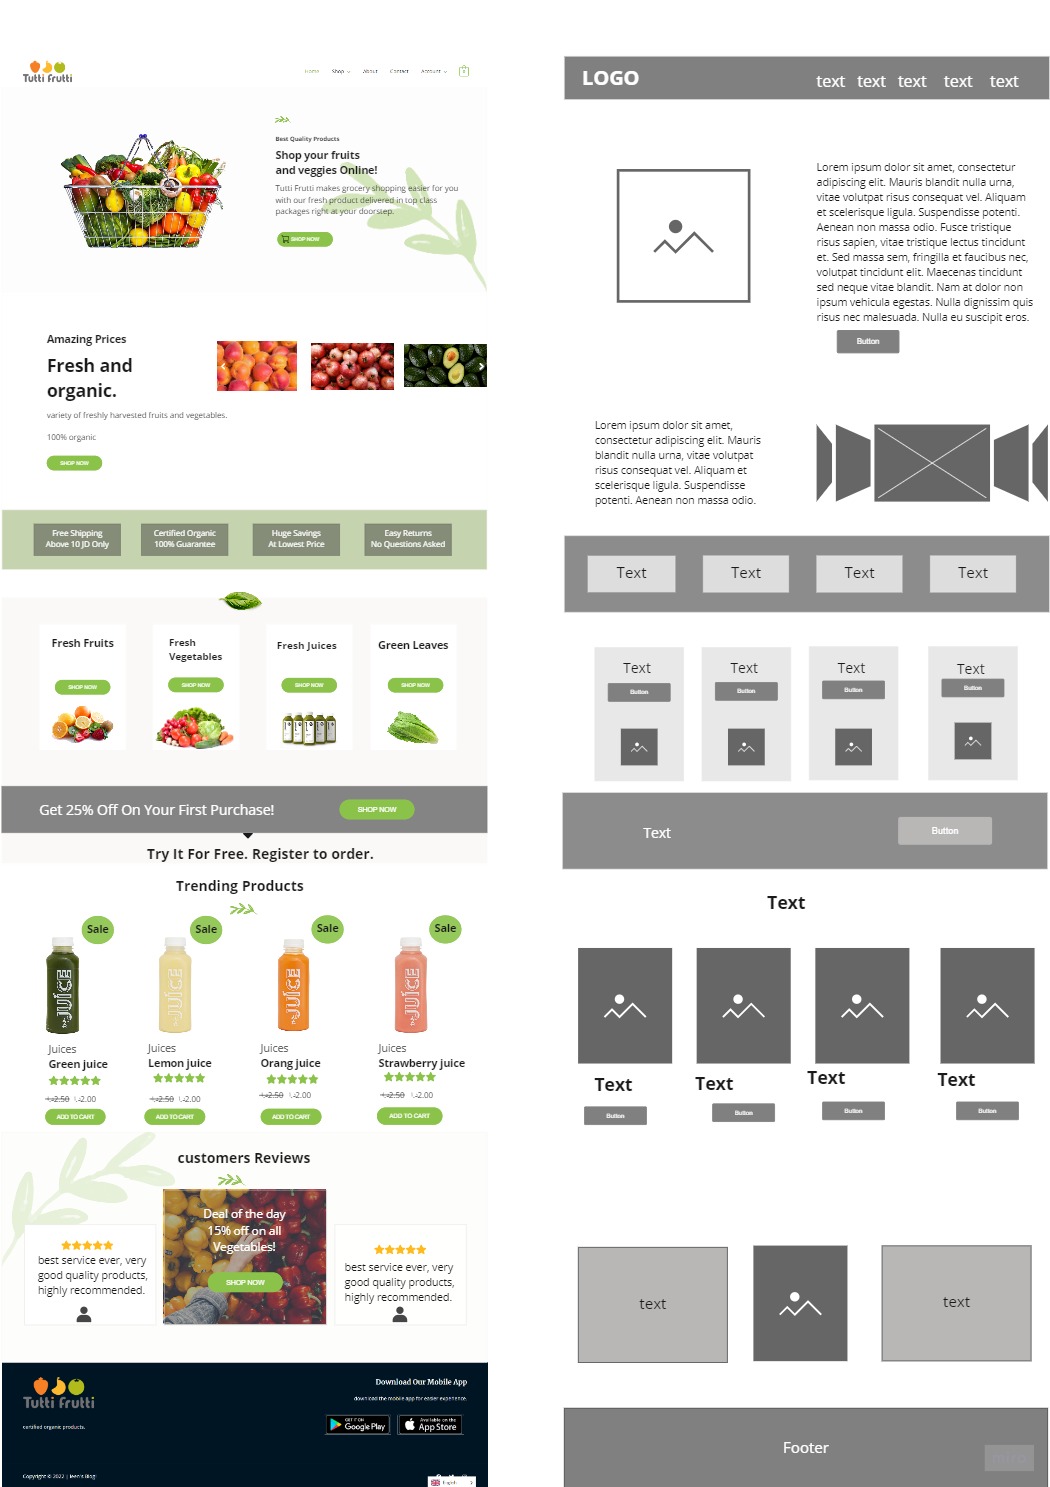 Tutti Frutti
Home Shop About Contact Account
Best Quality Products
Shop your fruits
and veggies Online!
Tutti Frutti makes grocery shopping easier for you
with our fresh product delivered in top class
packages right at your doorstep.
SHOP NOW
Amazing Prices
Fresh and
organic.
variety of freshly harvested fruits and vegetables.
100% organic
SHOP NOW
Free Shipping
Above 10 JD Only
Certified Organic
100% Guarantee
Huge Savings
At Lowest Price
Easy Returns
No Questions Asked
Fresh Fruits
SHOP NOW
Fresh
Vegetables
SHOP NOW
Fresh Juices
SHOP NOW
Green Leaves
SHOP NOW
Get 25% Off On Your First Purchase!
SHOP NOW
Try It For Free. Register to order.
Trending Products
Sale
JUICE
Juices
Green juice
2.50 2.00
ADD TO CART
Sale
JUICE
Juices
Lemon juice
2.50 2.00
ADD TO CART
Sale
JUICE
Juices
Orang juice
2.50 2.00
ADD TO CART
Sale
JUICE
Juices
Strawberry juice
2.50 2.00
ADD TO CART
customers Reviews
best service ever, very
good quality products,
highly recommended.
Deal of the day
15% off on all
Vegetables!
SHOP NOW
best service ever, very
good quality products,
highly recommended.
Tutti Frutti
certified organic products.
Download Our Mobile App
download the mobile app for easier experience.
GET IT ON
Google Play
Available on the
App Store
Copyright © 2022 | Jeen's Blog!
English
LOGO
text text text text text
Lorem ipsum dolor sit amet, consectetur
adipiscing elit. Mauris blandit nulla urna,
vitae volutpat risus consequat vel. Aliquam
et scelerisque ligula. Suspendisse potenti.
Aenean non massa odio. Fusce tristique
risus sapien, vitae tristique lectus tincidunt
et. Sed massa sem, fringilla et faucibus nec,
volutpat tincidunt elit. Maecenas tincidunt
sed neque vitae blandit. Nam at dolor non
ipsum vehicula egestas. Nulla dignissim quis
risus nec malesuada. Nulla eu suscipit eros.
Button
Lorem ipsum dolor sit amet,
consectetur adipiscing elit. Mauris
blandit nulla urna, vitae volutpat
risus consequat vel. Aliquam et
scelerisque ligula. Suspendisse
potenti. Aenean non massa odio.
Text Text Text Text
Text Text Text Text
Button Button Button Button
Text
Button
Text
Text Text Text Text
Button Button Button Button
text
text
Footer
miro